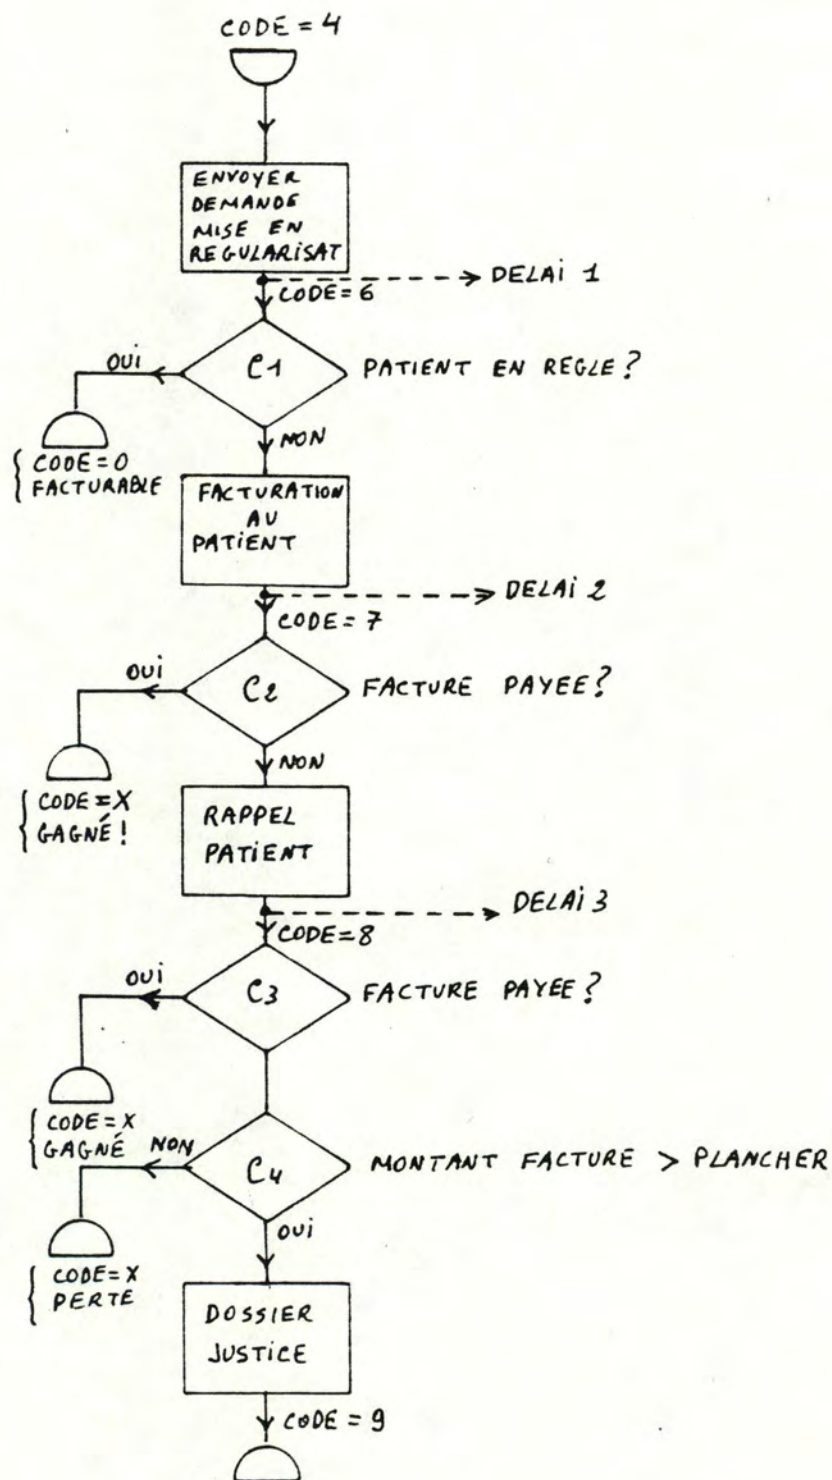 CODE = 4
ENVOYER
DEMANDE
MISE EN
REGULARISAT
DELAI 1
CODE=6
OUI
C1
PATIENT EN REGLE?
NON
CODE=0
FACTURABLE
FACTURATION
AU
PATIENT
DELAI 2
CODE=7
OUI
C2
FACTURE PAYEE?
NON
CODE=X
GAGNÉ!
RAPPEL
PATIENT
DELAI 3
CODE=8
OUI
C3
FACTURE PAYEE?
CODE=X
GAGNÉ
NON
C4
MONTANT FACTURE > PLANCHER
OUI
CODE=X
PERTE
DOSSIER
JUSTICE
CODE = 9